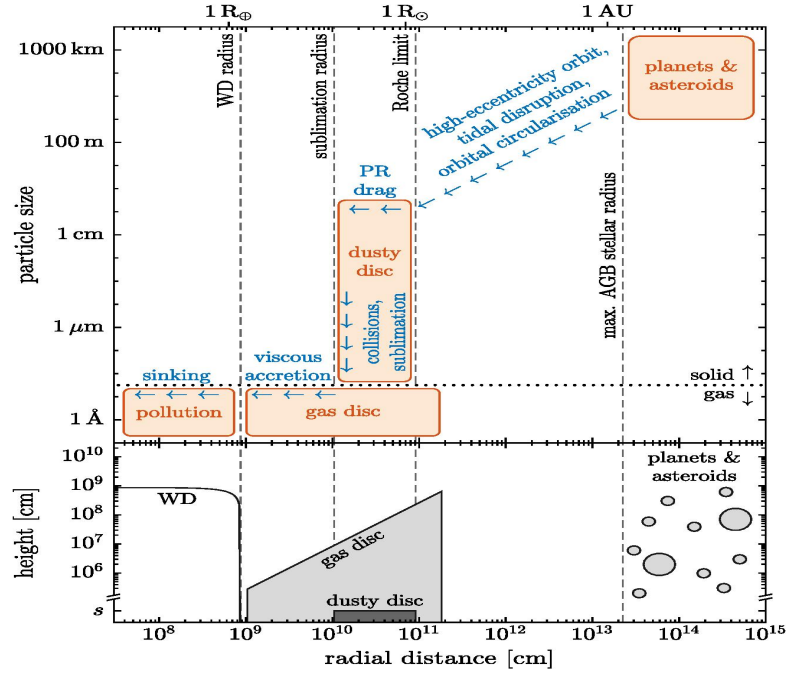 1 R⊕
1 R⊙
1 AU
1000 km
100 m
1 cm
1 μm
1 Å
particle size
WD radius
sublimation radius
Roche limit
max. AGB stellar radius
high-eccentricity orbit,
tidal disruption,
orbital circularisation
planets &
asteroids
PR
drag
← ←
dusty
disc
collisions,
sublimation
sinking
← ← ←
pollution
viscous
accretion
← ← ←
gas disc
solid ↑
gas ↓
height [cm]
10¹⁰
10⁹
10⁸
10⁷
10⁶
s
WD
gas disc
dusty disc
planets &
asteroids
10⁸ 10⁹ 10¹⁰ 10¹¹ 10¹² 10¹³ 10¹⁴ 10¹⁵
radial distance [cm]